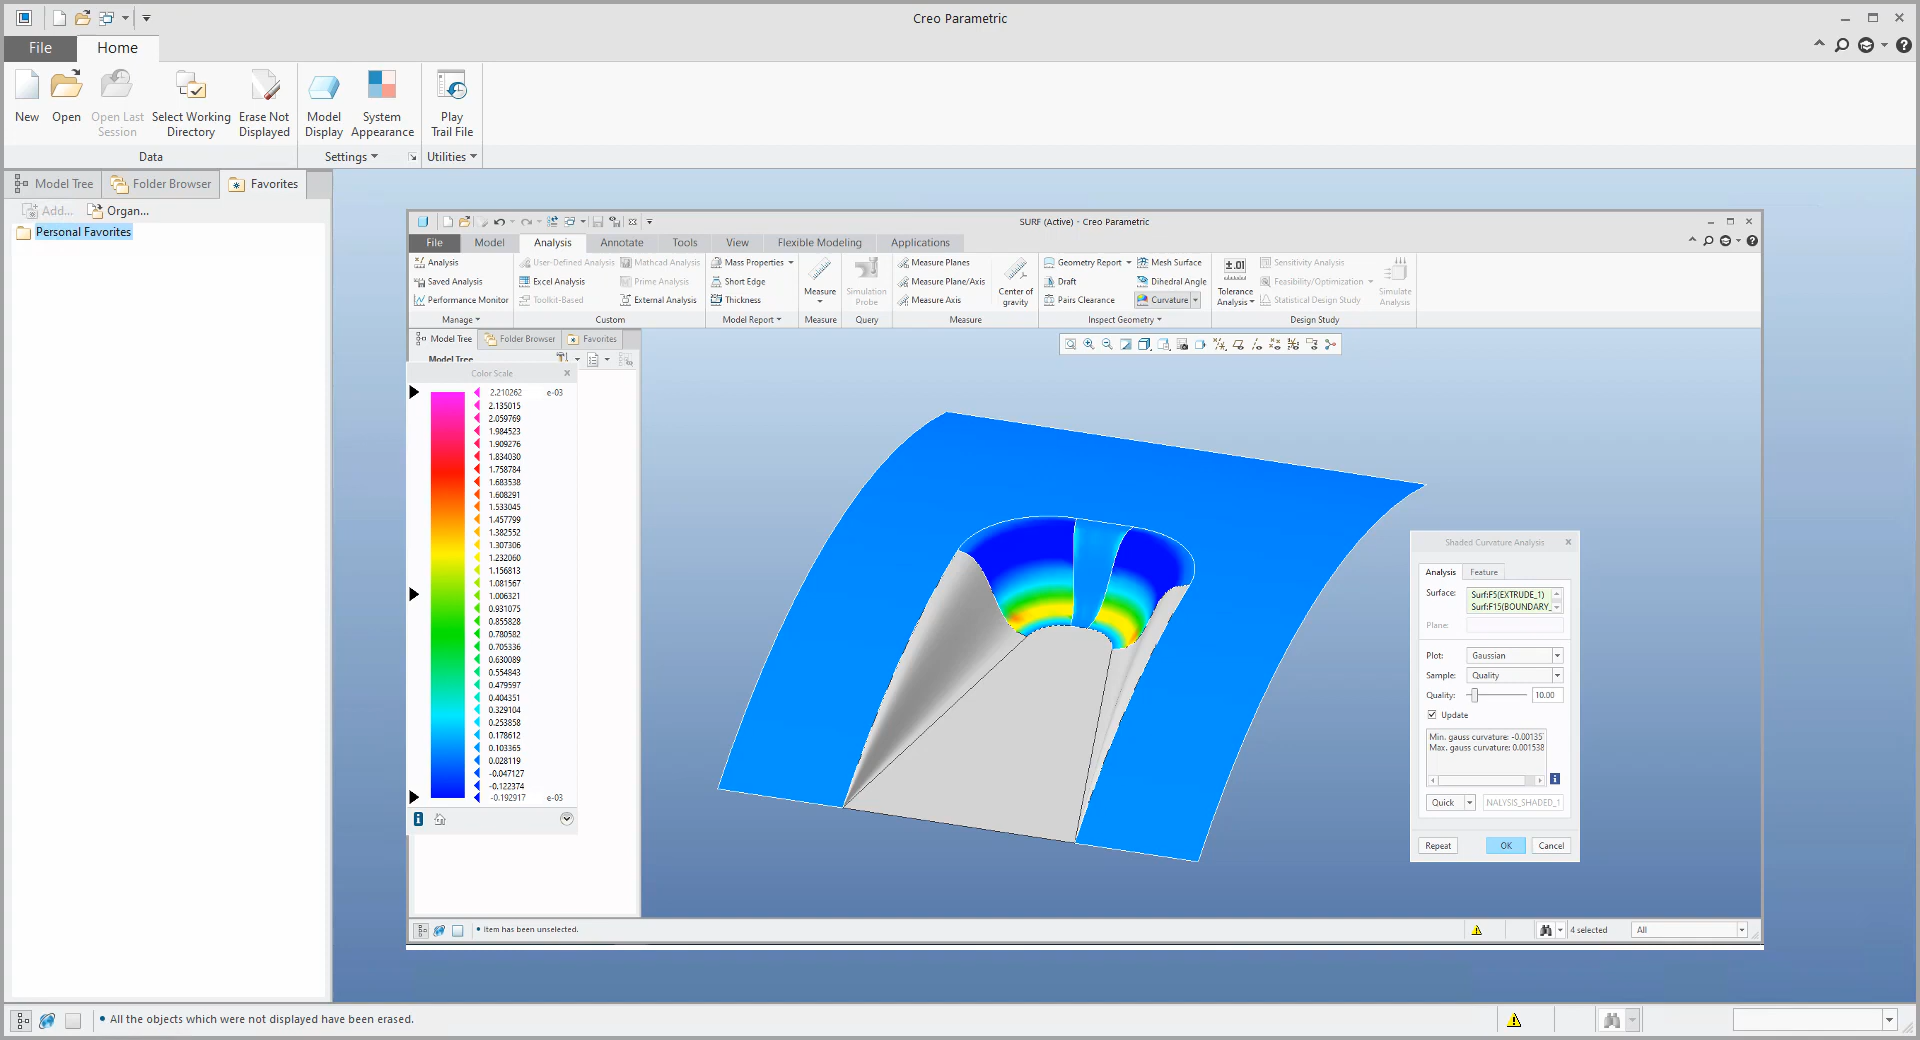 Creo Parametric
File
Home
New
Open
Open Last Session
Select Working Directory
Erase Not Displayed
Model Display
System Appearance
Play Trail File
Data
Settings
Utilities
Model Tree
Folder Browser
Favorites
Add...
Organ...
Personal Favorites
SURF (Active) - Creo Parametric
File
Model
Analysis
Annotate
Tools
View
Flexible Modeling
Applications
Analysis
Saved Analysis
Performance Monitor
Manage
User-Defined Analysis
Excel Analysis
Toolkit-Based
Mathcad Analysis
Prime Analysis
External Analysis
Custom
Mass Properties
Short Edge
Thickness
Model Report
Measure
Measure
Simulation Probe
Query
Measure Planes
Measure Plane/Axis
Measure Axis
Center of gravity
Measure
Geometry Report
Draft
Pairs Clearance
Mesh Surface
Dihedral Angle
Curvature
Inspect Geometry
±.01
Tolerance Analysis
Sensitivity Analysis
Feasibility/Optimization
Statistical Design Study
Simulate Analysis
Design Study
Model Tree
Folder Browser
Favorites
Model Tree
Color Scale
2.210262 e-03
2.135015
2.059769
1.984523
1.909276
1.834030
1.758784
1.683538
1.608291
1.533045
1.457799
1.382552
1.307306
1.232060
1.156813
1.081567
1.006321
0.931075
0.855828
0.780582
0.705336
0.630089
0.554843
0.479597
0.404351
0.329104
0.253858
0.178612
0.103365
0.028119
-0.047127
-0.122374
-0.192917 e-03
Shaded Curvature Analysis
Analysis
Feature
Surface:
Surf:F5(EXTRUDE_1)
Surf:F15(BOUNDARY_
Plane:
Plot:
Gaussian
Sample:
Quality
Quality:
10.00
Update
Min. gauss curvature: -0.00135
Max. gauss curvature: 0.001538
Quick
NALYSIS_SHADED_1
Repeat
OK
Cancel
• Item has been unselected.
4 selected
All
• All the objects which were not displayed have been erased.